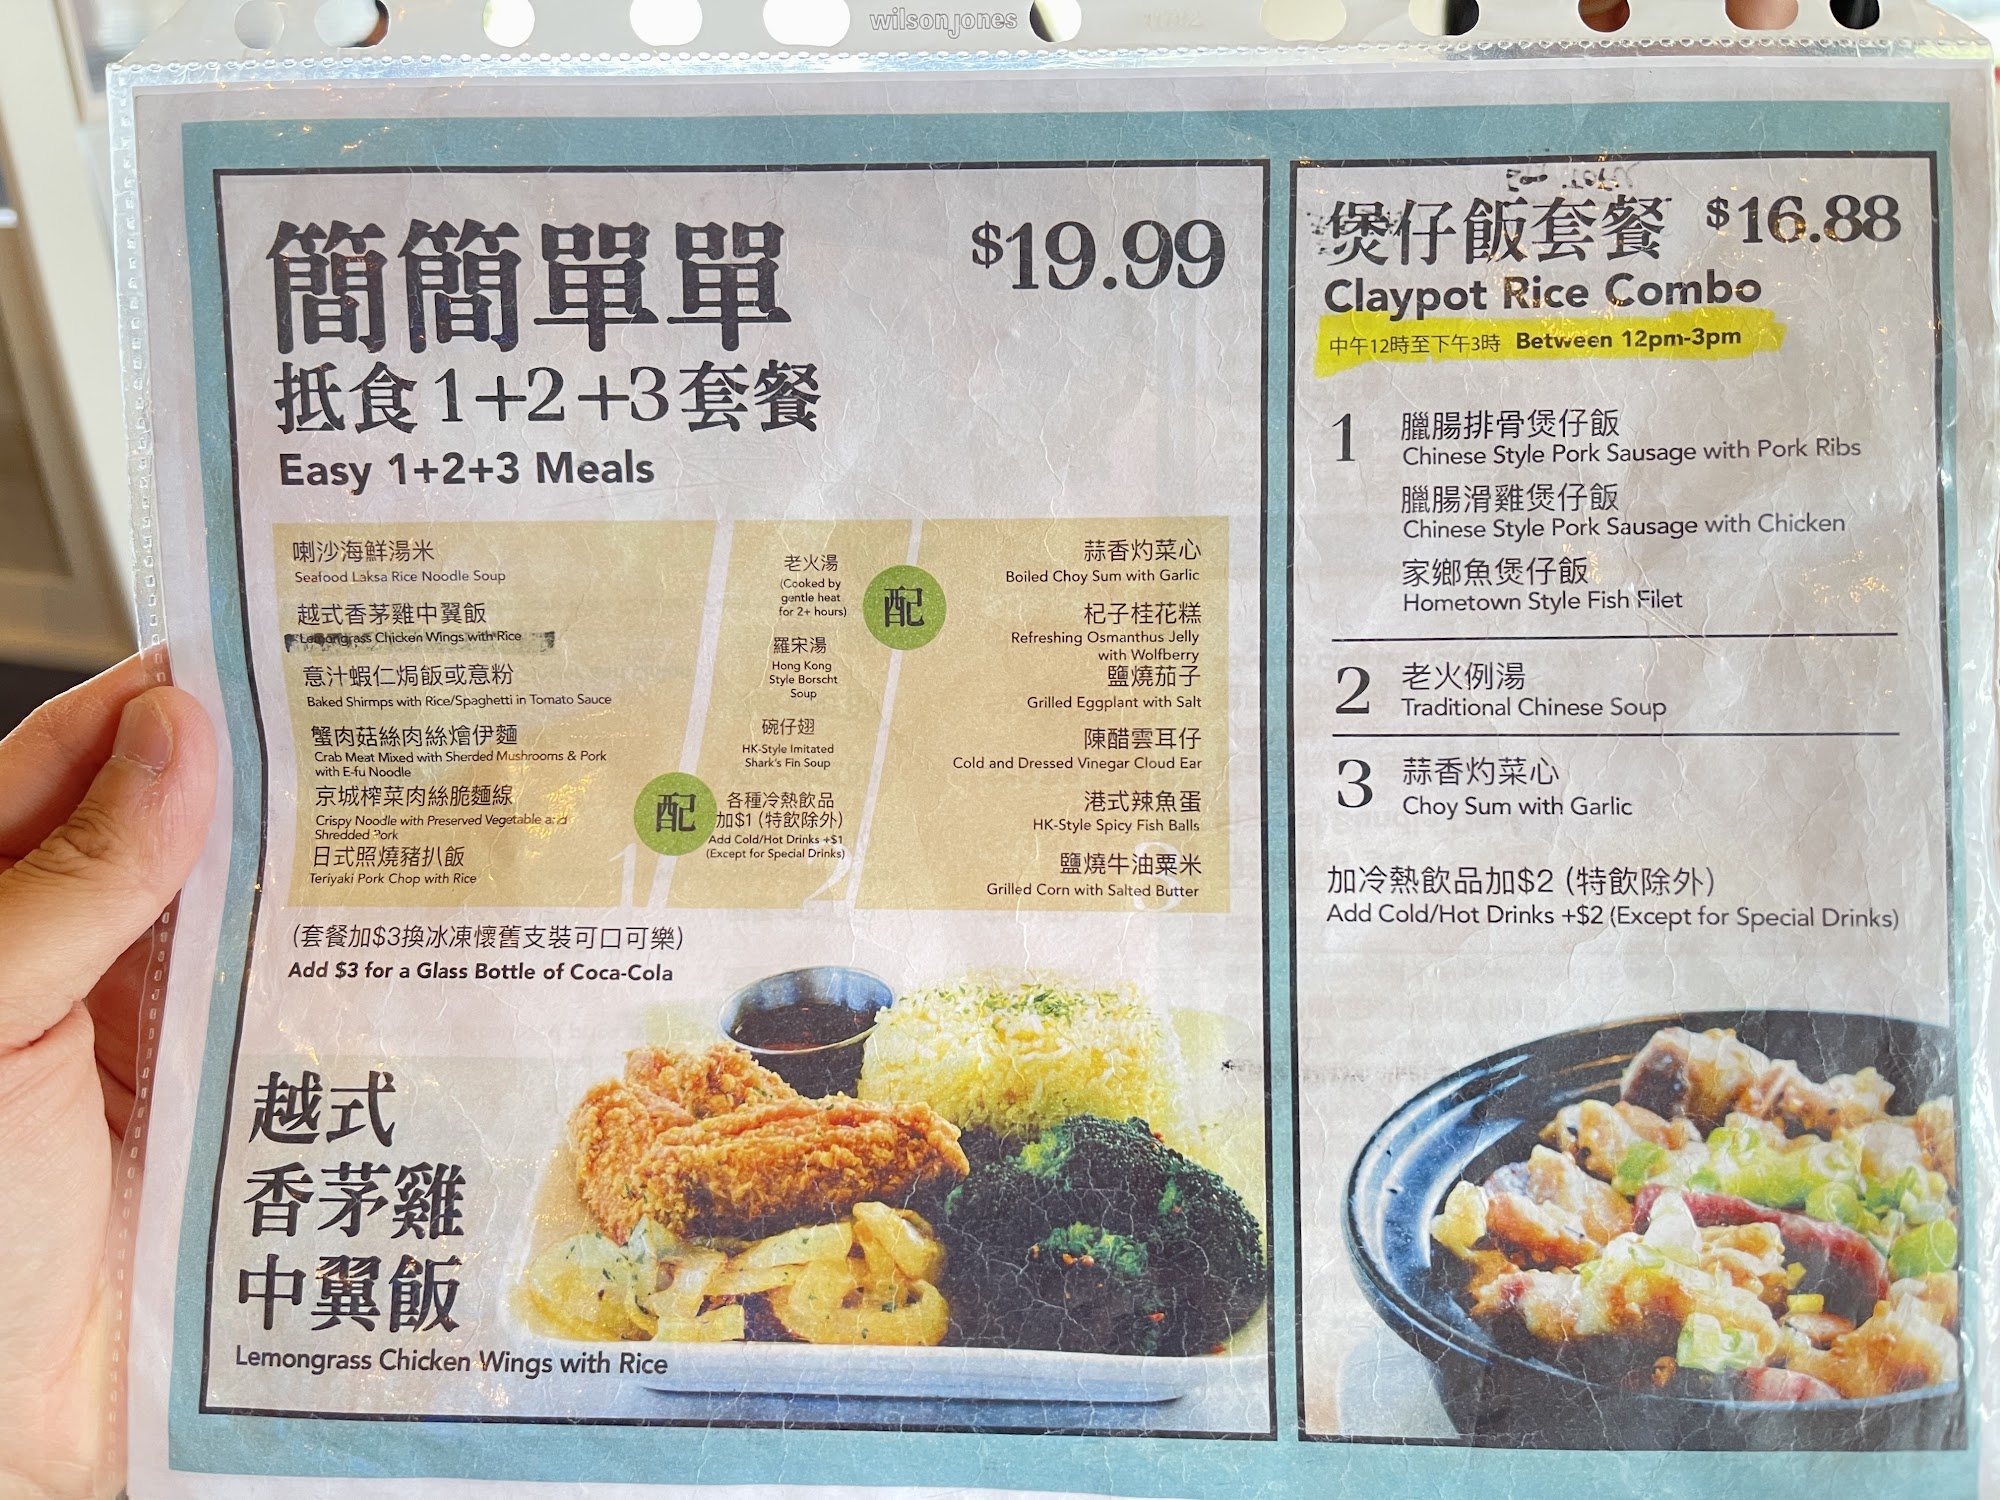 wilsonjones
簡簡單單
$19.99
抵食1+2+3套餐
Easy 1+2+3 Meals
喇沙海鮮湯米
Seafood Laksa Rice Noodle Soup
越式香茅雞中翼飯
Lemongrass Chicken Wings with Rice
意汁蝦仁焗飯或意粉
Baked Shirmps with Rice/Spaghetti in Tomato Sauce
蟹肉菇絲肉絲燴伊麵
Crab Meat Mixed with Sherded Mushrooms & Pork
with E-fu Noodle
京城榨菜肉絲脆麵線
Crispy Noodle with Preserved Vegetable and
Shredded Pork
日式照燒豬扒飯
Teriyaki Pork Chop with Rice
1
配
老火湯
(Cooked by
gentle heat
for 2+ hours)
羅宋湯
Hong Kong
Style Borscht
Soup
碗仔翅
HK-Style Imitated
Shark's Fin Soup
各種冷熱飲品
加$1 (特飲除外)
Add Cold/Hot Drinks +$1
(Except for Special Drinks)
2
配
蒜香灼菜心
Boiled Choy Sum with Garlic
杞子桂花糕
Refreshing Osmanthus Jelly
with Wolfberry
鹽燒茄子
Grilled Eggplant with Salt
陳醋雲耳仔
Cold and Dressed Vinegar Cloud Ear
港式辣魚蛋
HK-Style Spicy Fish Balls
鹽燒牛油粟米
Grilled Corn with Salted Butter
3
(套餐加$3換冰凍懷舊支裝可口可樂)
Add $3 for a Glass Bottle of Coca-Cola
越式
香茅雞
中翼飯
Lemongrass Chicken Wings with Rice
煲仔飯套餐 $16.88
Claypot Rice Combo
中午12時至下午3時 Between 12pm-3pm
1
臘腸排骨煲仔飯
Chinese Style Pork Sausage with Pork Ribs
臘腸滑雞煲仔飯
Chinese Style Pork Sausage with Chicken
家鄉魚煲仔飯
Hometown Style Fish Filet
2
老火例湯
Traditional Chinese Soup
3
蒜香灼菜心
Choy Sum with Garlic
加冷熱飲品加$2 (特飲除外)
Add Cold/Hot Drinks +$2 (Except for Special Drinks)